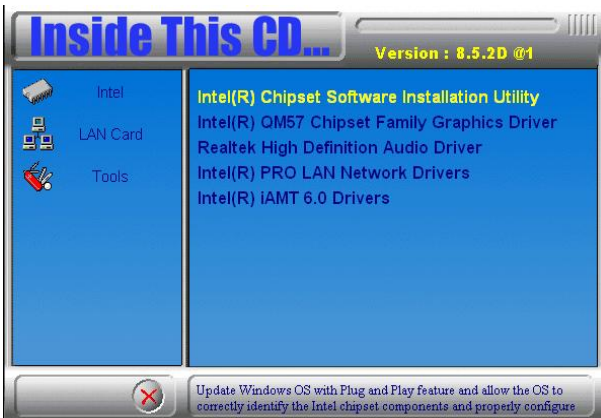 Inside This CD...
Version : 8.5.2D @1
Intel
LAN Card
Tools
Intel(R) Chipset Software Installation Utility
Intel(R) QM57 Chipset Family Graphics Driver
Realtek High Definition Audio Driver
Intel(R) PRO LAN Network Drivers
Intel(R) iAMT 6.0 Drivers
Update Windows OS with Plug and Play feature and allow the OS to
correctly identify the Intel chipset components and properly configure